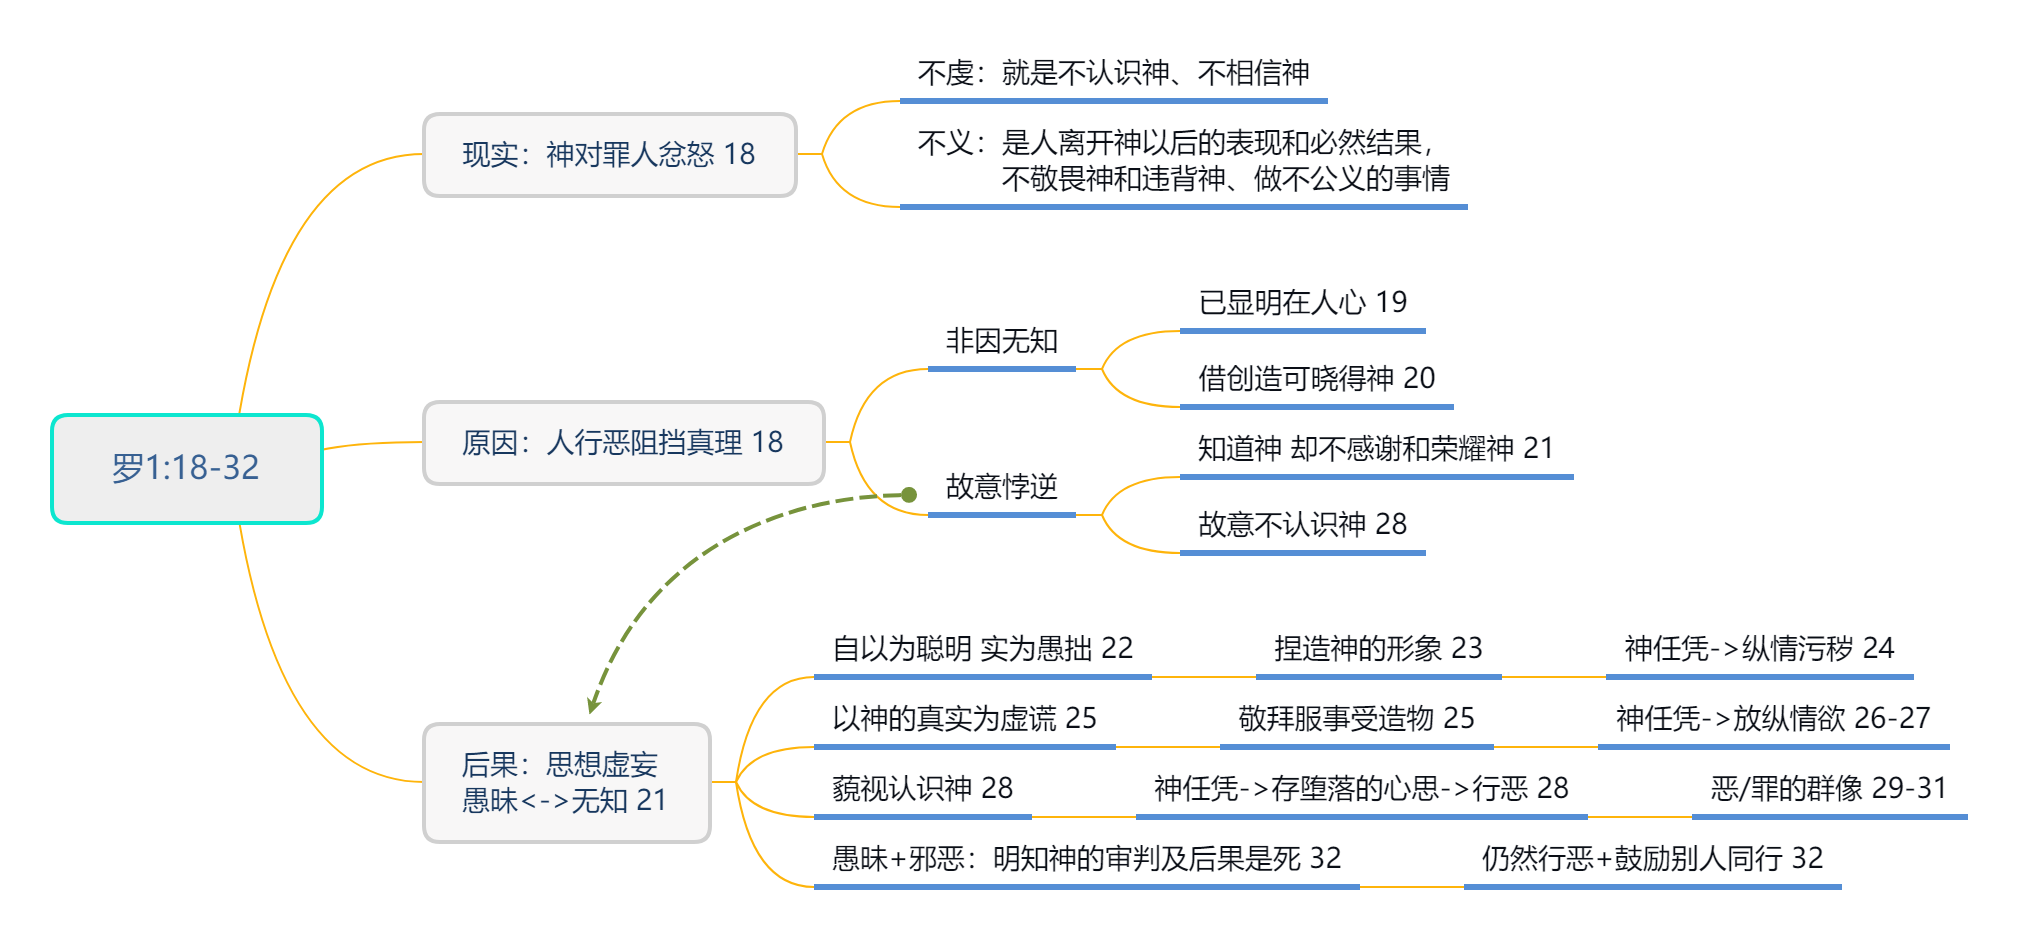 罗1:18-32
现实：神对罪人忿怒 18
不虔：就是不认识神、不相信神
不义：是人离开神以后的表现和必然结果，
不敬畏神和违背神、做不公义的事情
原因：人行恶阻挡真理 18
非因无知
已显明在人心 19
借创造可晓得神 20
故意悖逆
知道神 却不感谢和荣耀神 21
故意不认识神 28
后果：思想虚妄
愚昧<->无知 21
自以为聪明 实为愚拙 22
捏造神的形象 23
神任凭->纵情污秽 24
以神的真实为虚谎 25
敬拜服事受造物 25
神任凭->放纵情欲 26-27
藐视认识神 28
神任凭->存堕落的心思->行恶 28
恶/罪的群像 29-31
愚昧+邪恶：明知神的审判及后果是死 32
仍然行恶+鼓励别人同行 32